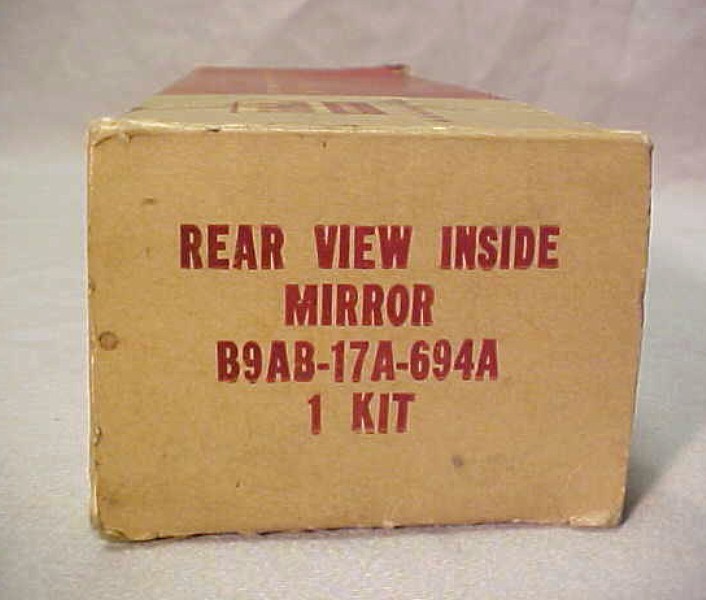 REAR VIEW INSIDE
MIRROR
B9AB-17A-694A
1 KIT